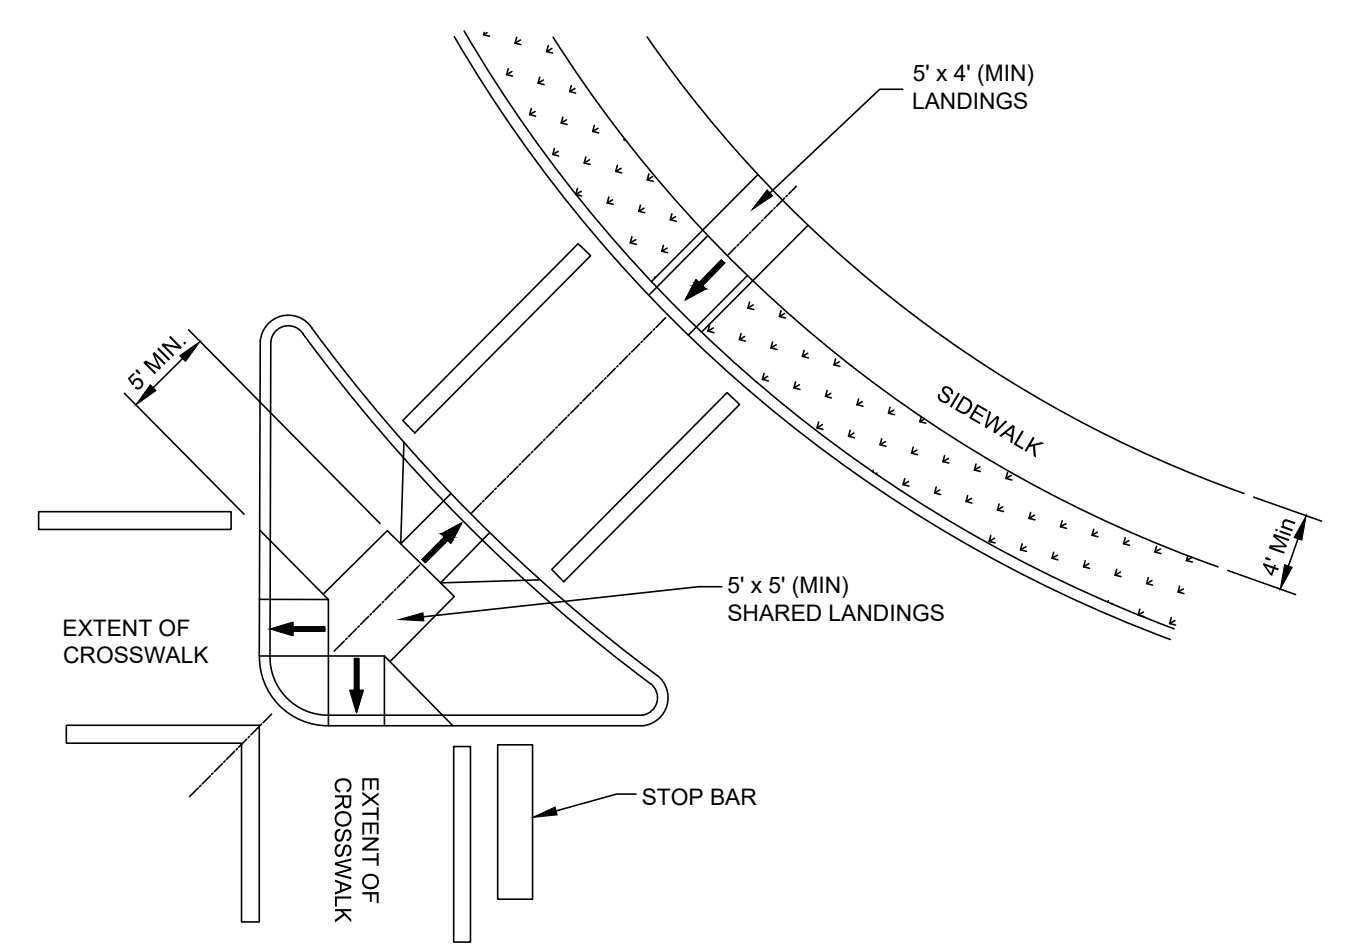 5' x 4' (MIN)
LANDINGS
5' MIN.
SIDEWALK
4' Min
5' x 5' (MIN)
SHARED LANDINGS
EXTENT OF
CROSSWALK
EXTENT OF
CROSSWALK
STOP BAR